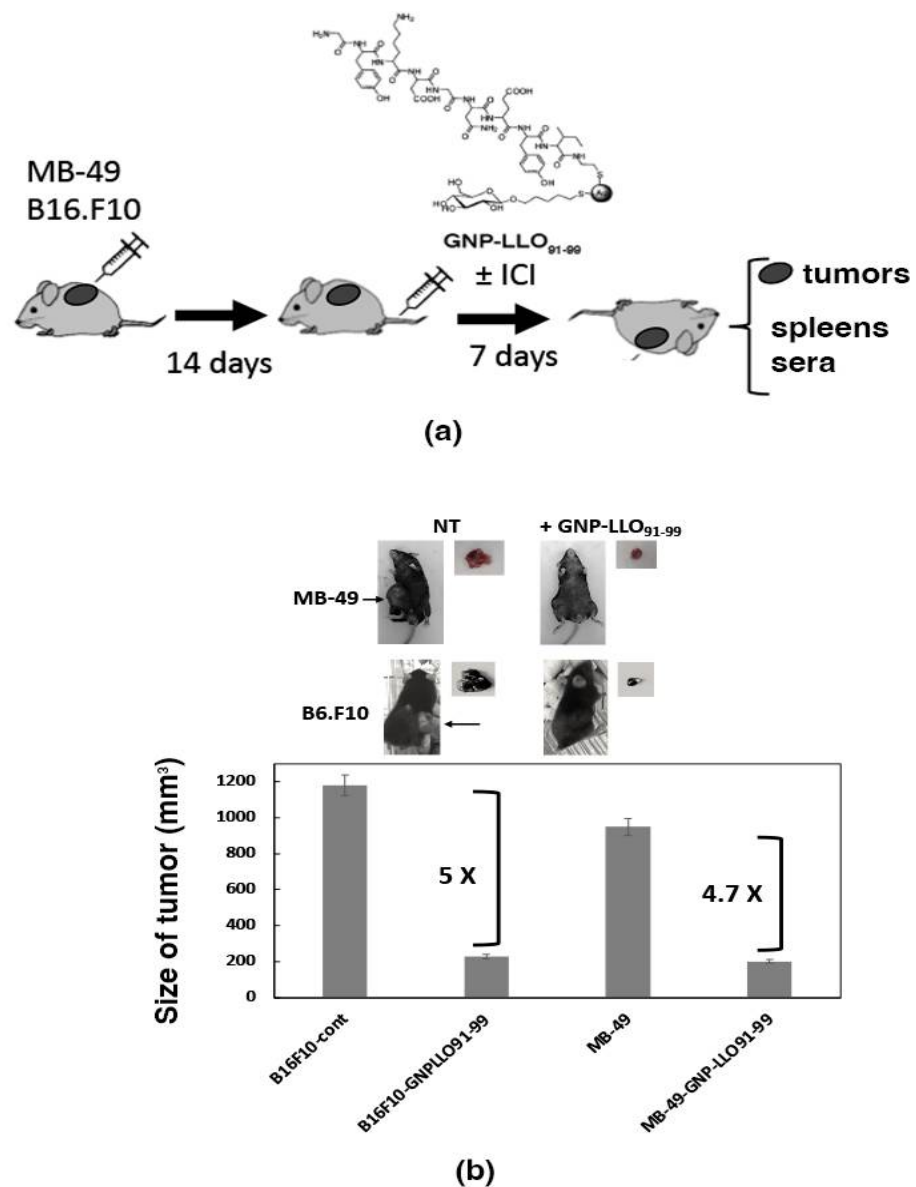 MB-49
B16.F10
GNP-LLO91-99
± ICI
14 days
7 days
tumors
spleens
sera
(a)
NT
+ GNP-LLO91-99
MB-49
B6.F10
Size of tumor (mm³)
1200
1000
800
600
400
200
0
5 X
4.7 X
B16F10-cont
B16F10-GNPLLO91-99
MB-49
MB-49-GNP-LLO91-99
(b)